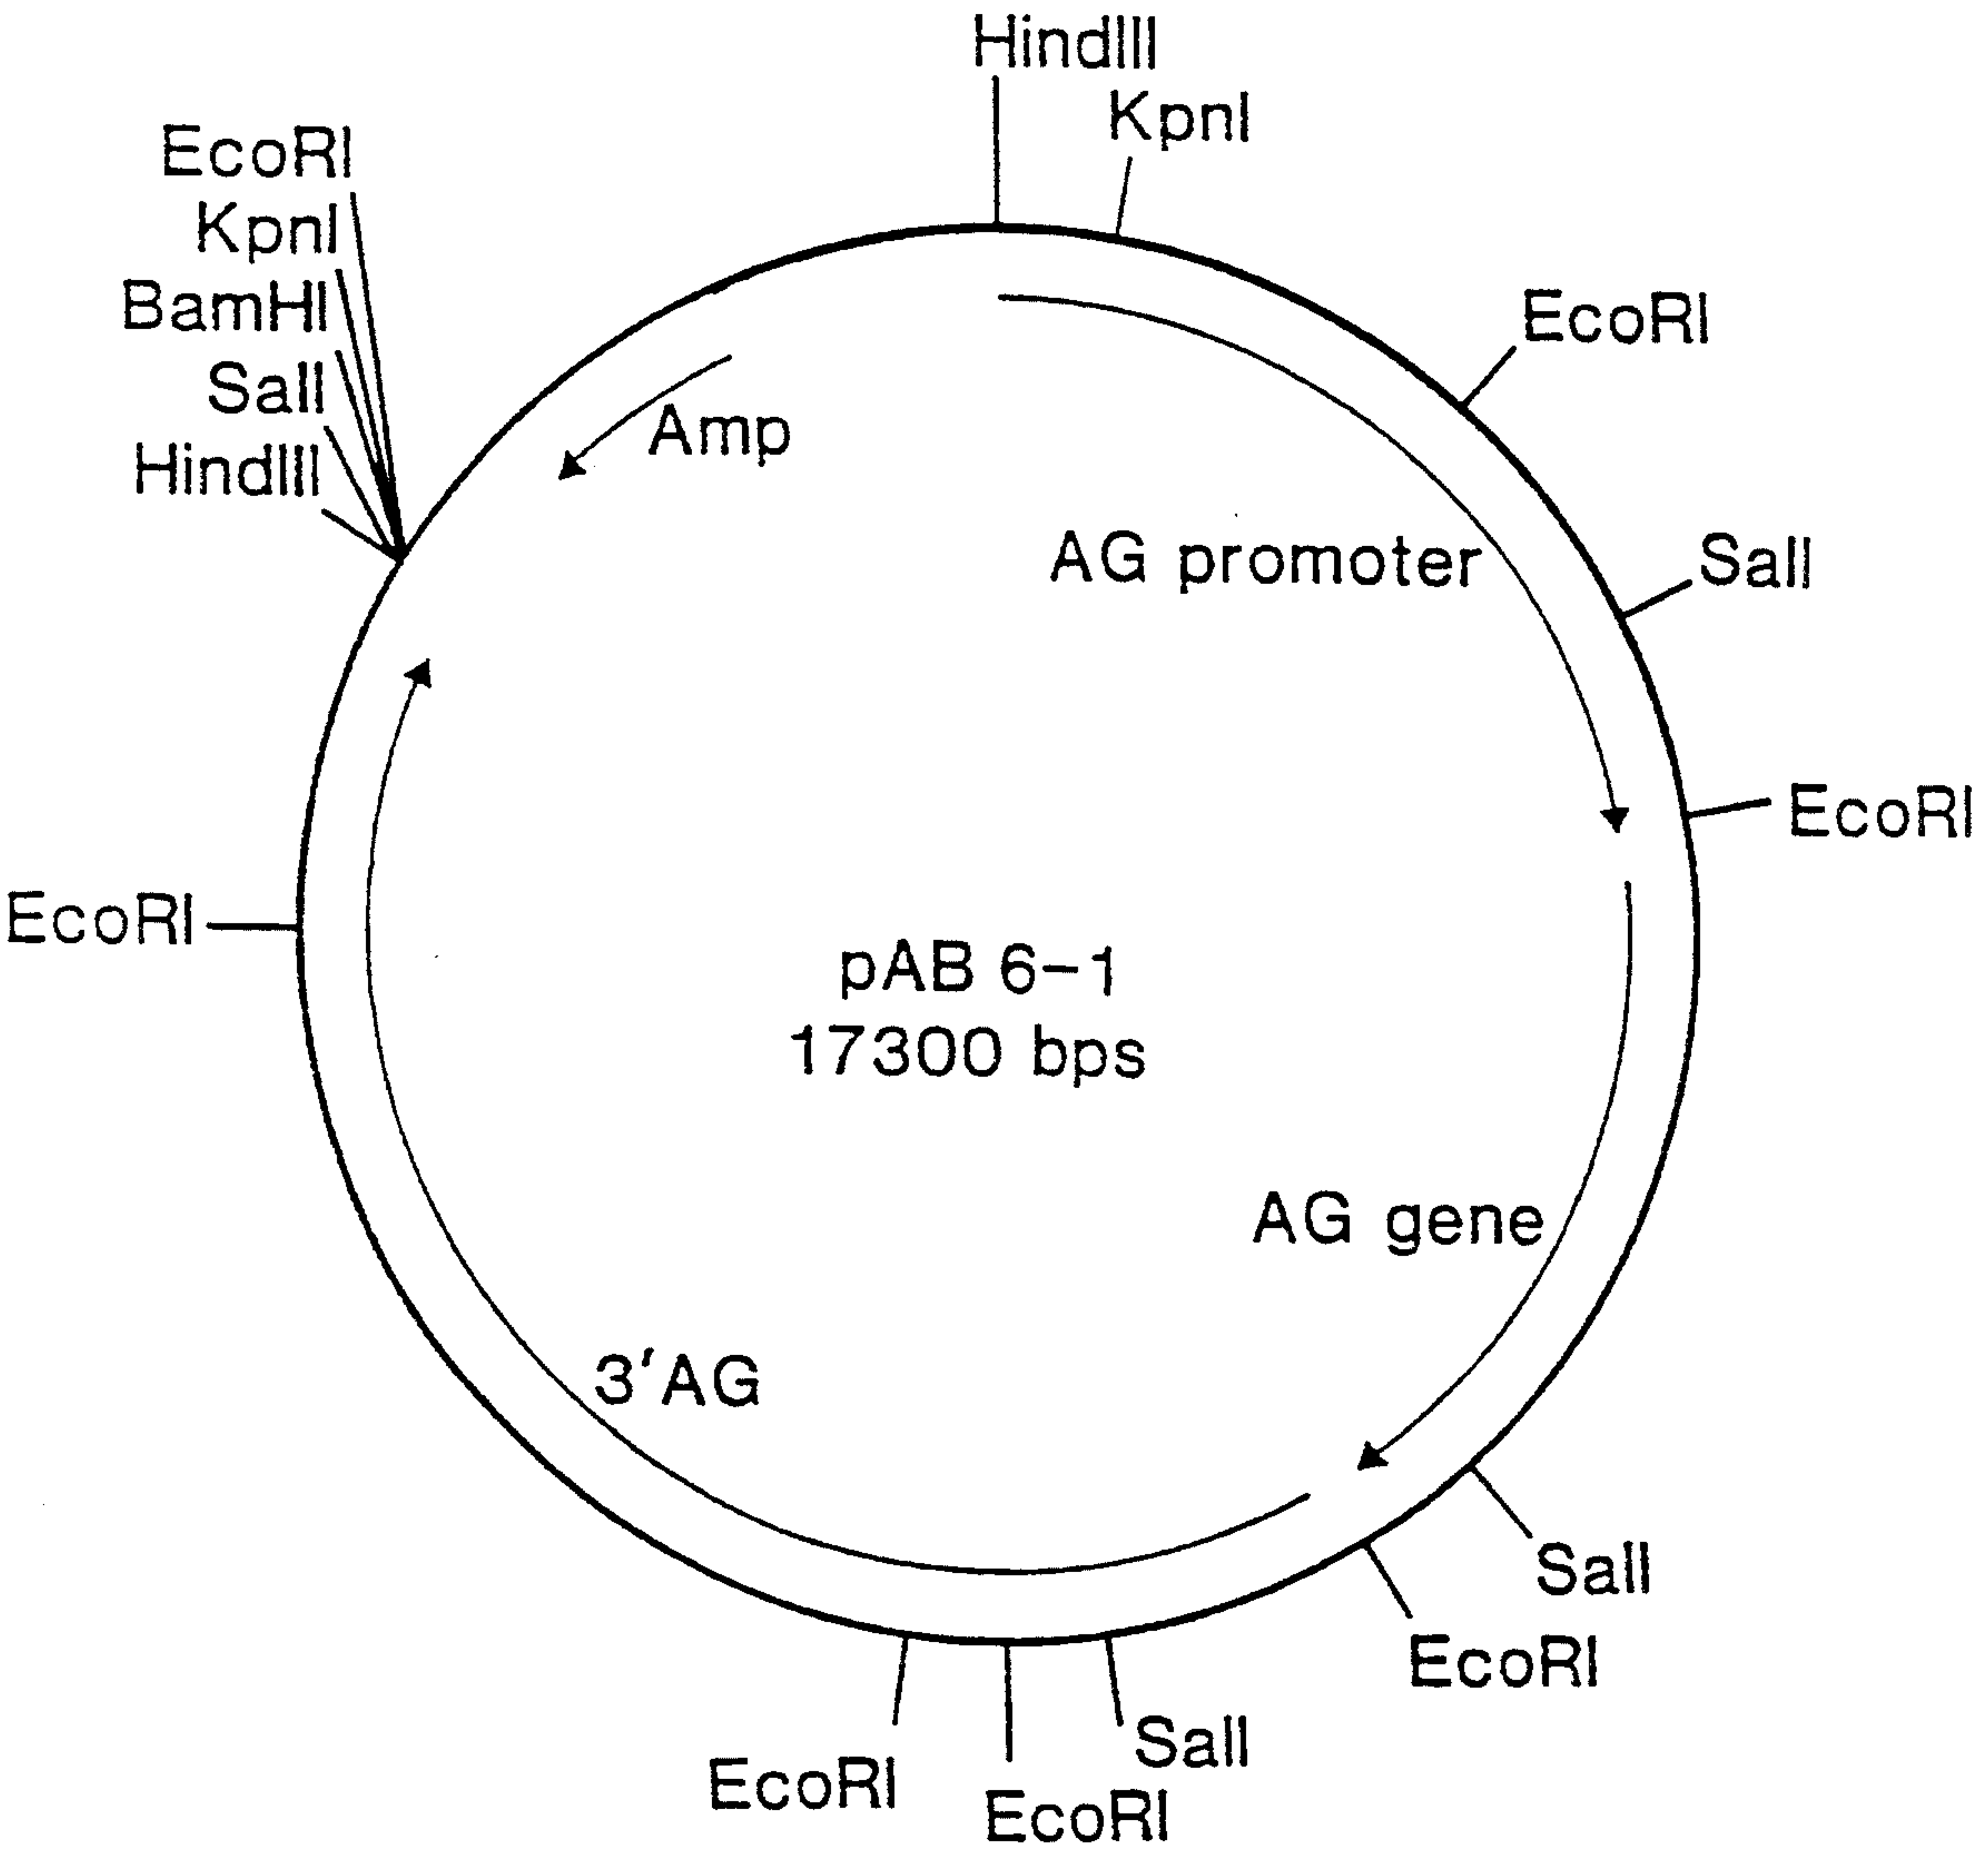 HindIII
KpnI
EcoRI
KpnI
BamHI
SalI
HindIII
EcoRI
Amp
AG promoter
SalI
EcoRI
EcoRI
pAB 6-1
17300 bps
AG gene
3'AG
SalI
EcoRI
SalI
EcoRI
EcoRI